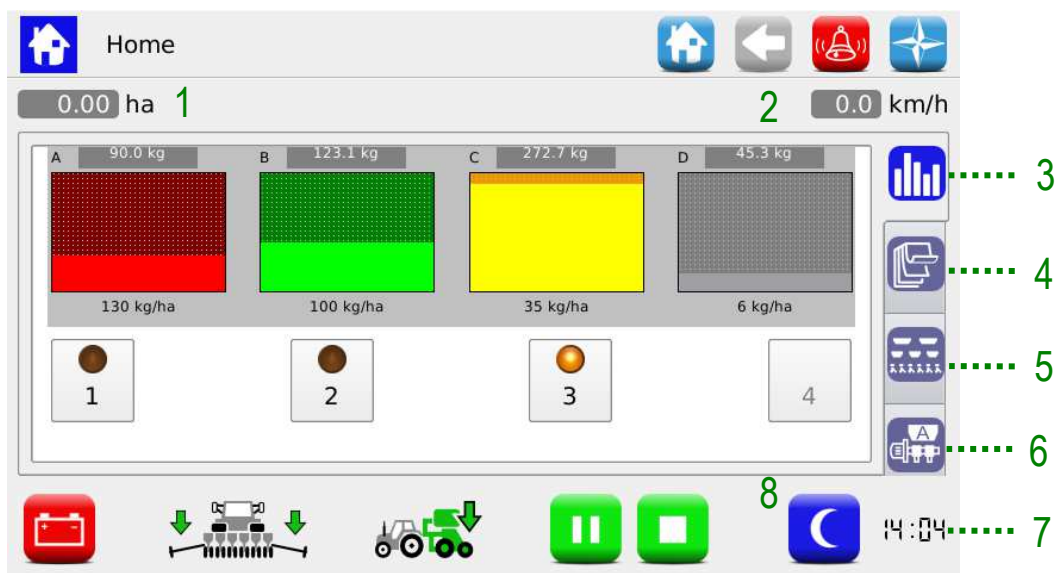 Home
0.00 ha 1 2 0.0 km/h
A 90.0 kg B 123.1 kg C 272.7 kg D 45.3 kg
3
4
130 kg/ha 100 kg/ha 35 kg/ha 6 kg/ha
5
1 2 3 4
A
6
8
14:04 7